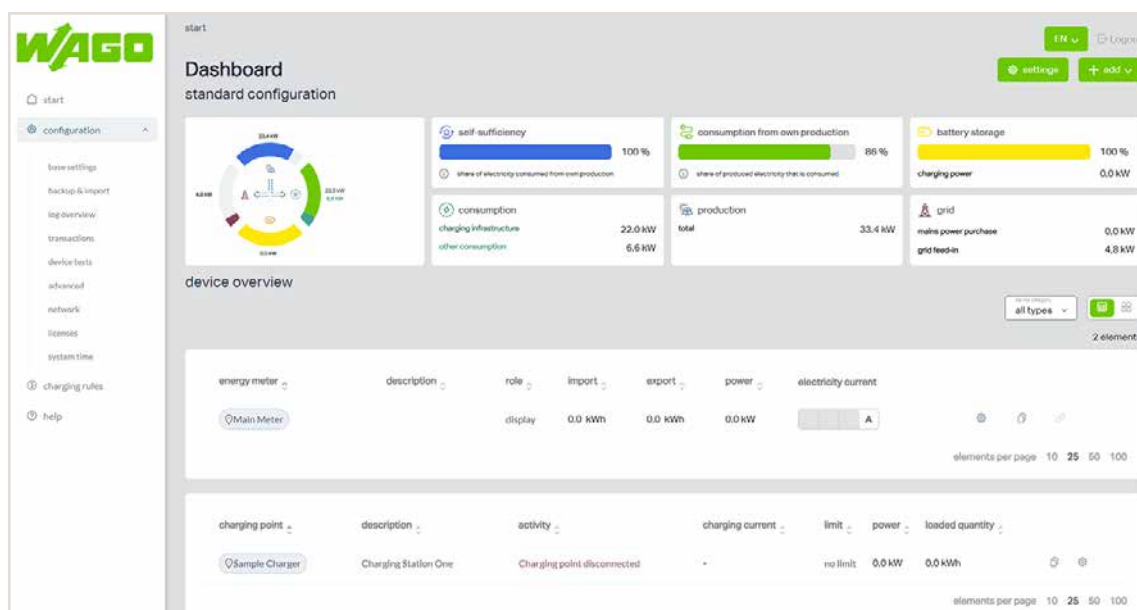 WAGO
start
configuration
base settings
backup & import
log overview
transactions
device tests
advanced
network
licenses
system time
charging rules
help
start
EN
Logou
Dashboard
settings
add
standard configuration
self-sufficiency
100 %
share of electricity consumed from own production
consumption from own production
86 %
share of produced electricity that is consumed
battery storage
100 %
charging power 0.0 kW
consumption
charging infrastructure 22.0 kW
other consumption 6.6 kW
production
total 33.4 kW
grid
mains power purchase 0.0 kW
grid feed-in 4,8 kW
device overview
all types
2 element
energy meter description role import export power electricity current
Main Meter display 0.0 kWh 0.0 kWh 0.0 kW A
elements per page 10 25 50 100
charging point description activity charging current limit power loaded quantity
Sample Charger Charging Station One Charging point disconnected - no limit 0.0 kW 0.0 kWh
elements per page 10 25 50 100